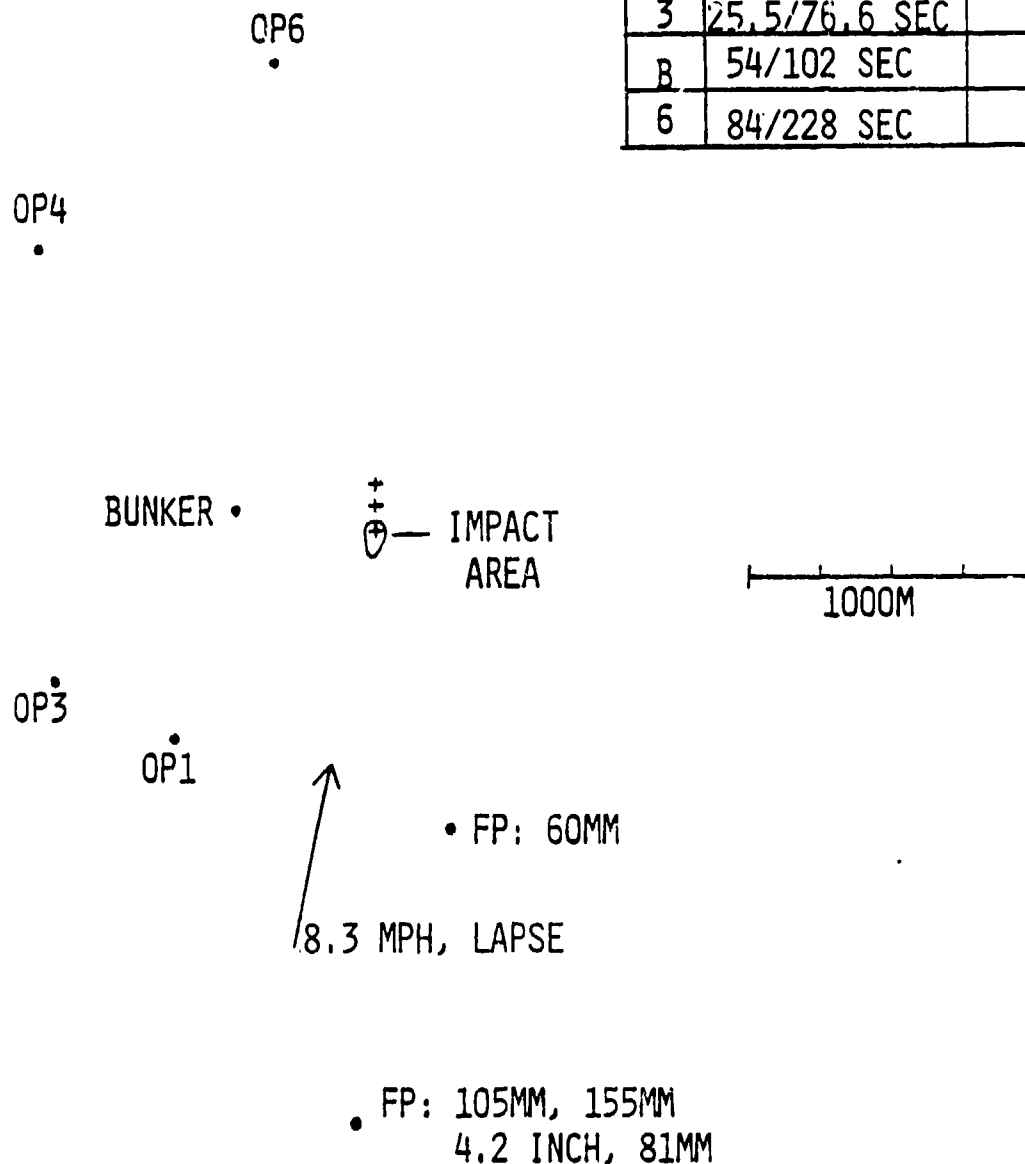 OP6
3 25.5/76.6 SEC
B 54/102 SEC
6 84/228 SEC
OP4
BUNKER
IMPACT
AREA
1000M
OP3
OP1
FP: 60MM
8.3 MPH, LAPSE
FP: 105MM, 155MM
4.2 INCH, 81MM